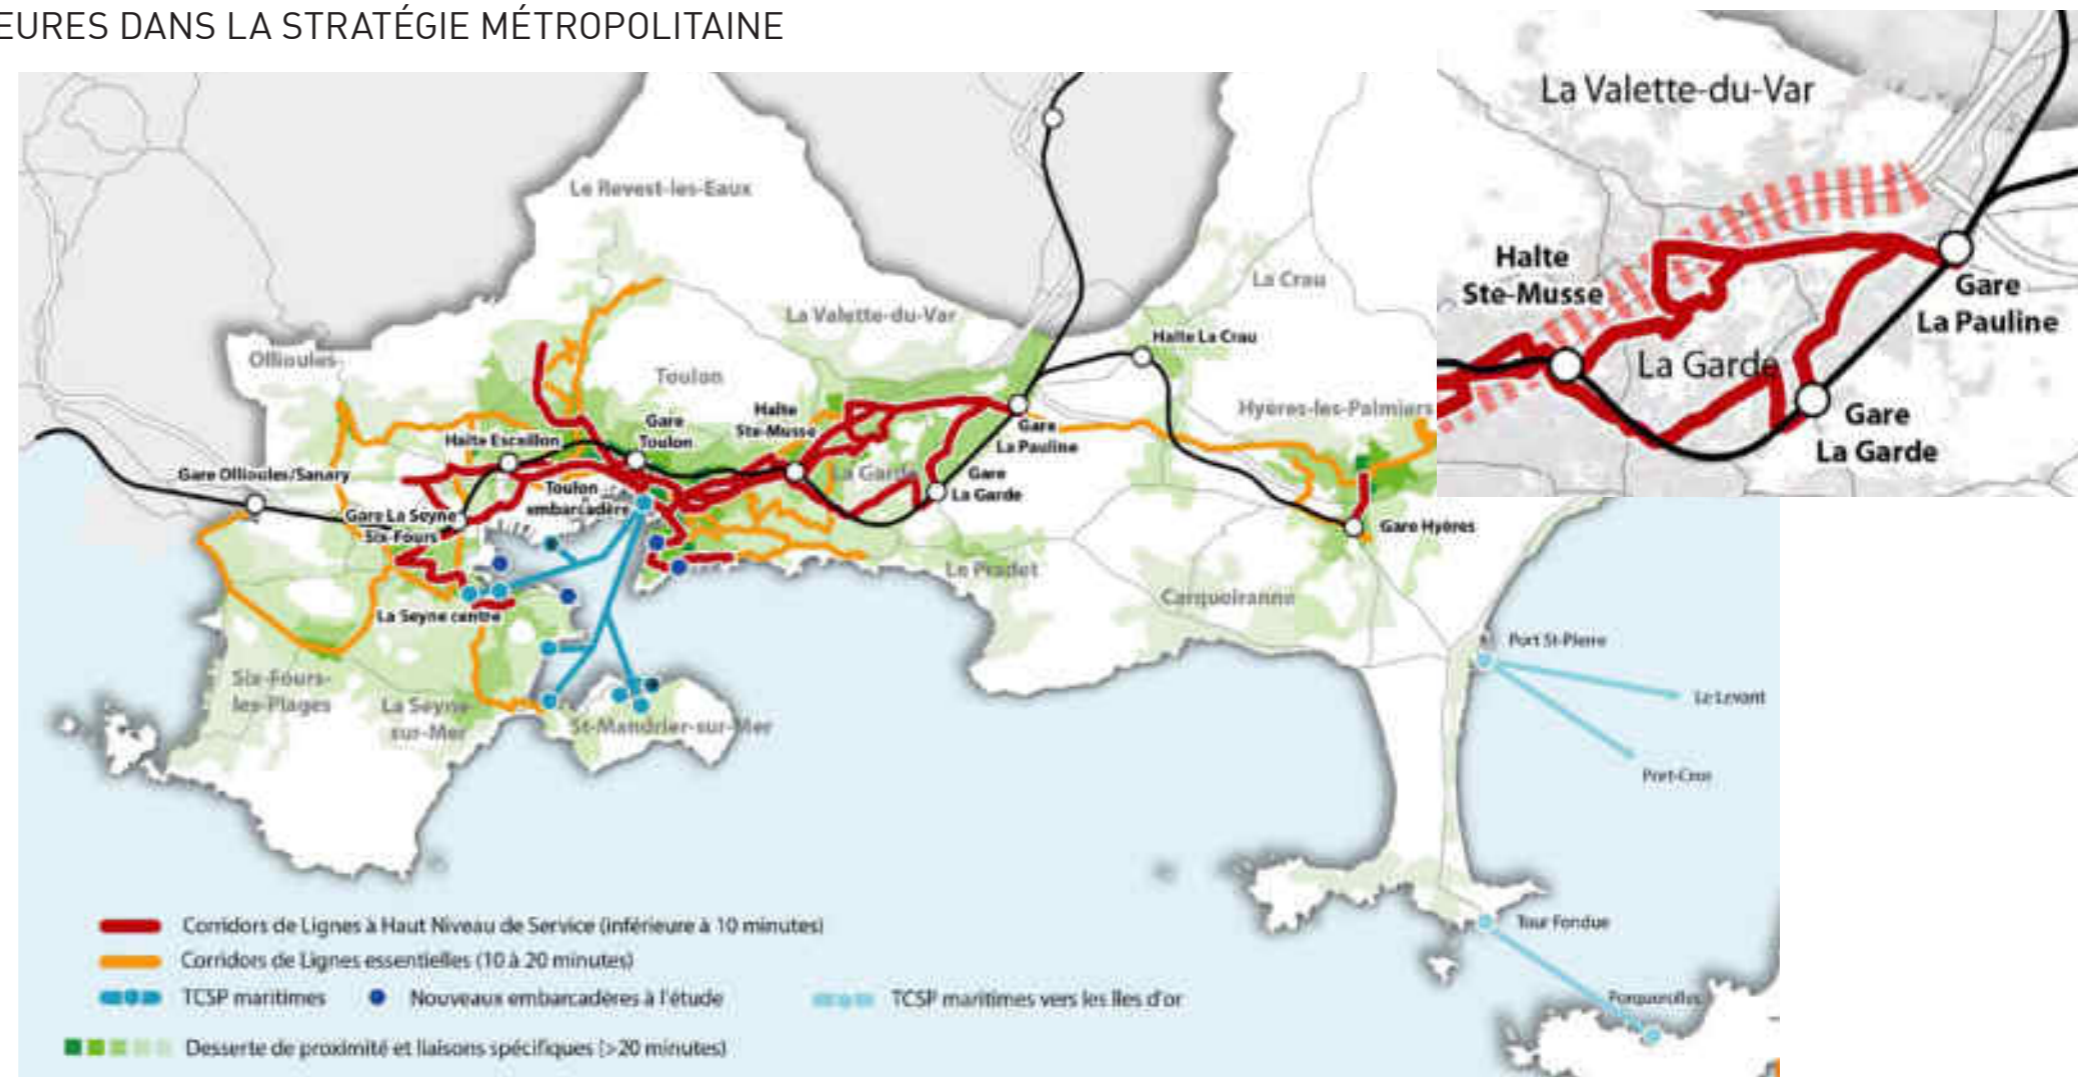 EURES DANS LA STRATÉGIE MÉTROPOLITAINE
La Valette-du-Var
Halte
Ste-Musse
Gare
La Pauline
La Garde
Gare
La Garde
Le Revest-les-Eaux
La Crau
La Valette-du-Var
Halte La Crau
Ollioules
Toulon
Hyères-les-Palmiers
Halte
Ste-Musse
Gare
Toulon
Halte Escaillon
Gare
La Pauline
Gare Ollioules/Sanary
La Garde
Gare
La Garde
Toulon
embarcadère
Gare La Seyne
Six-Fours
Gare Hyères
Le Pradet
Carqueiranne
La Seyne centre
Port St-Pierre
Six-Fours-
les-Plages
La Seyne-
sur-Mer
St-Mandrier-sur-Mer
Le Levant
Port-Cros
Tour Fondue
Porquerolles
Corridors de Lignes à Haut Niveau de Service (inférieure à 10 minutes)
Corridors de Lignes essentielles (10 à 20 minutes)
TCSP maritimes
Nouveaux embarcadères à l'étude
TCSP maritimes vers les îles d'or
Desserte de proximité et liaisons spécifiques (>20 minutes)